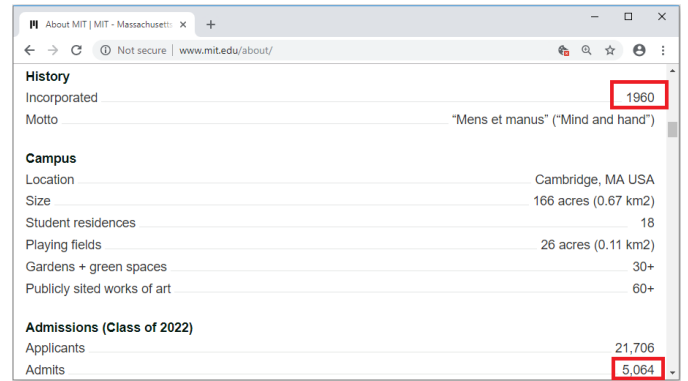 About MIT | MIT - Massachusetts
Not secure | www.mit.edu/about/
History
Incorporated 1960
Motto “Mens et manus” (“Mind and hand”)
Campus
Location Cambridge, MA USA
Size 166 acres (0.67 km2)
Student residences 18
Playing fields 26 acres (0.11 km2)
Gardens + green spaces 30+
Publicly sited works of art 60+
Admissions (Class of 2022)
Applicants 21,706
Admits 5,064